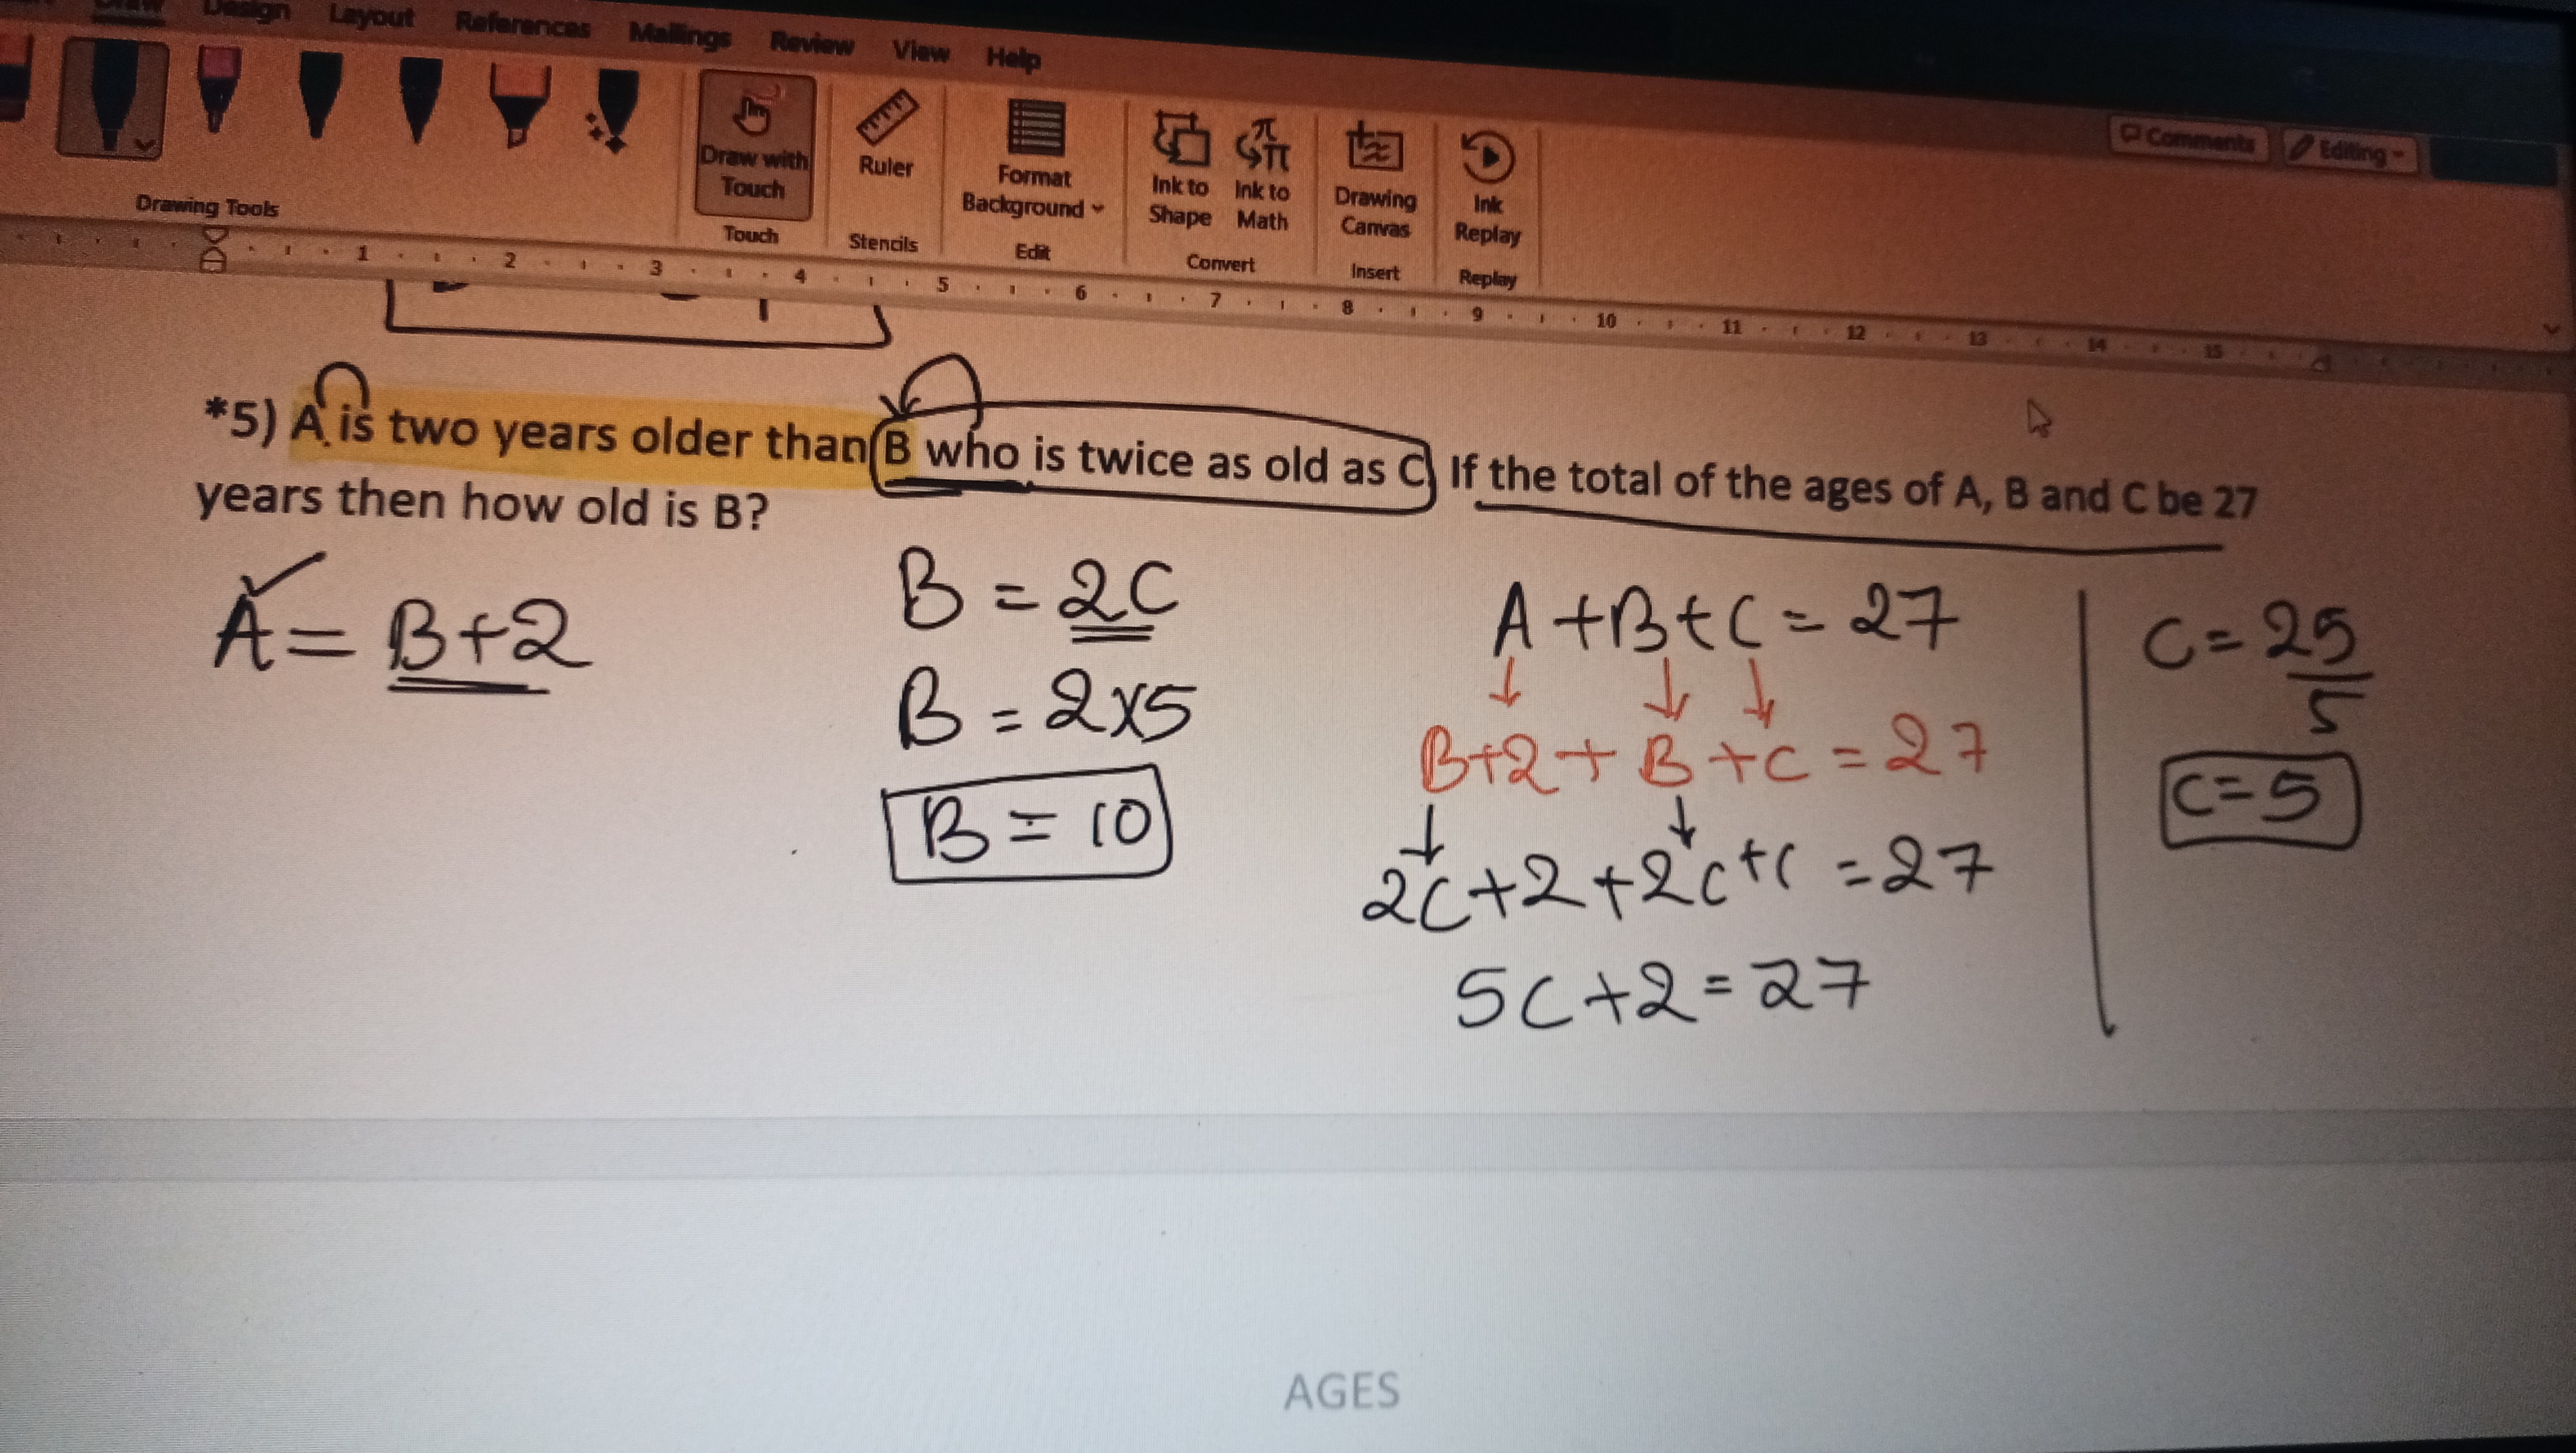 Design Layout References Mailings Review View Help
Comments Editing
Draw with Touch
Ruler
Format Background
Ink to Shape
Ink to Math
Drawing Canvas
Ink Replay
Drawing Tools Touch Stencils Edit Convert Insert Replay
1 2 3 4 5 6 7 8 9 10 11 12 13 14 15
*5) A is two years older than B who is twice as old as C. If the total of the ages of A, B and C be 27
years then how old is B?
A = B+2
B = 2C
B = 2x5
B = 10
A+B+C=27
B+2+B+C=27
2C+2+2C+C=27
5C+2=27
C=25
5
C=5
AGES